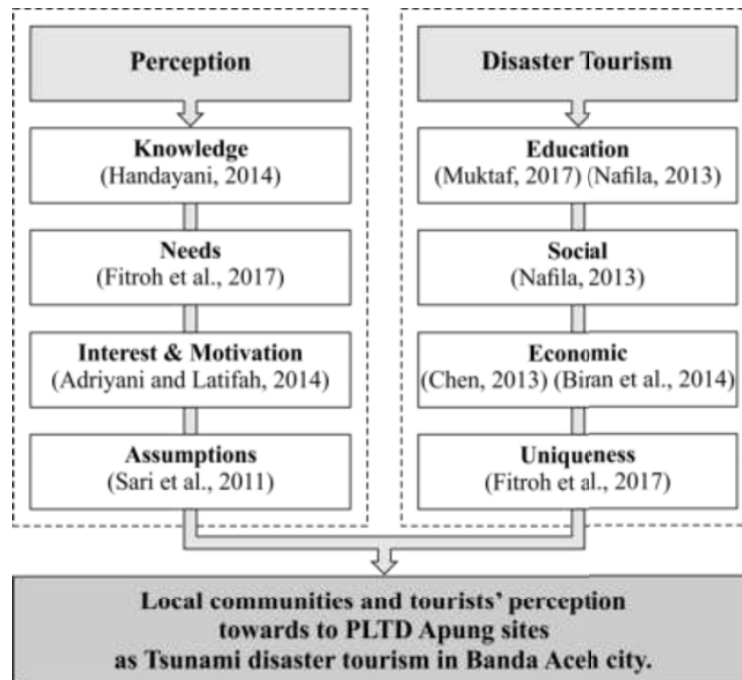 Perception
Knowledge
(Handayani, 2014)
Needs
(Fitroh et al., 2017)
Interest & Motivation
(Adriyani and Latifah, 2014)
Assumptions
(Sari et al., 2011)
Disaster Tourism
Education
(Muktaf, 2017) (Nafila, 2013)
Social
(Nafila, 2013)
Economic
(Chen, 2013) (Biran et al., 2014)
Uniqueness
(Fitroh et al., 2017)
Local communities and tourists’ perception
towards to PLTD Apung sites
as Tsunami disaster tourism in Banda Aceh city.